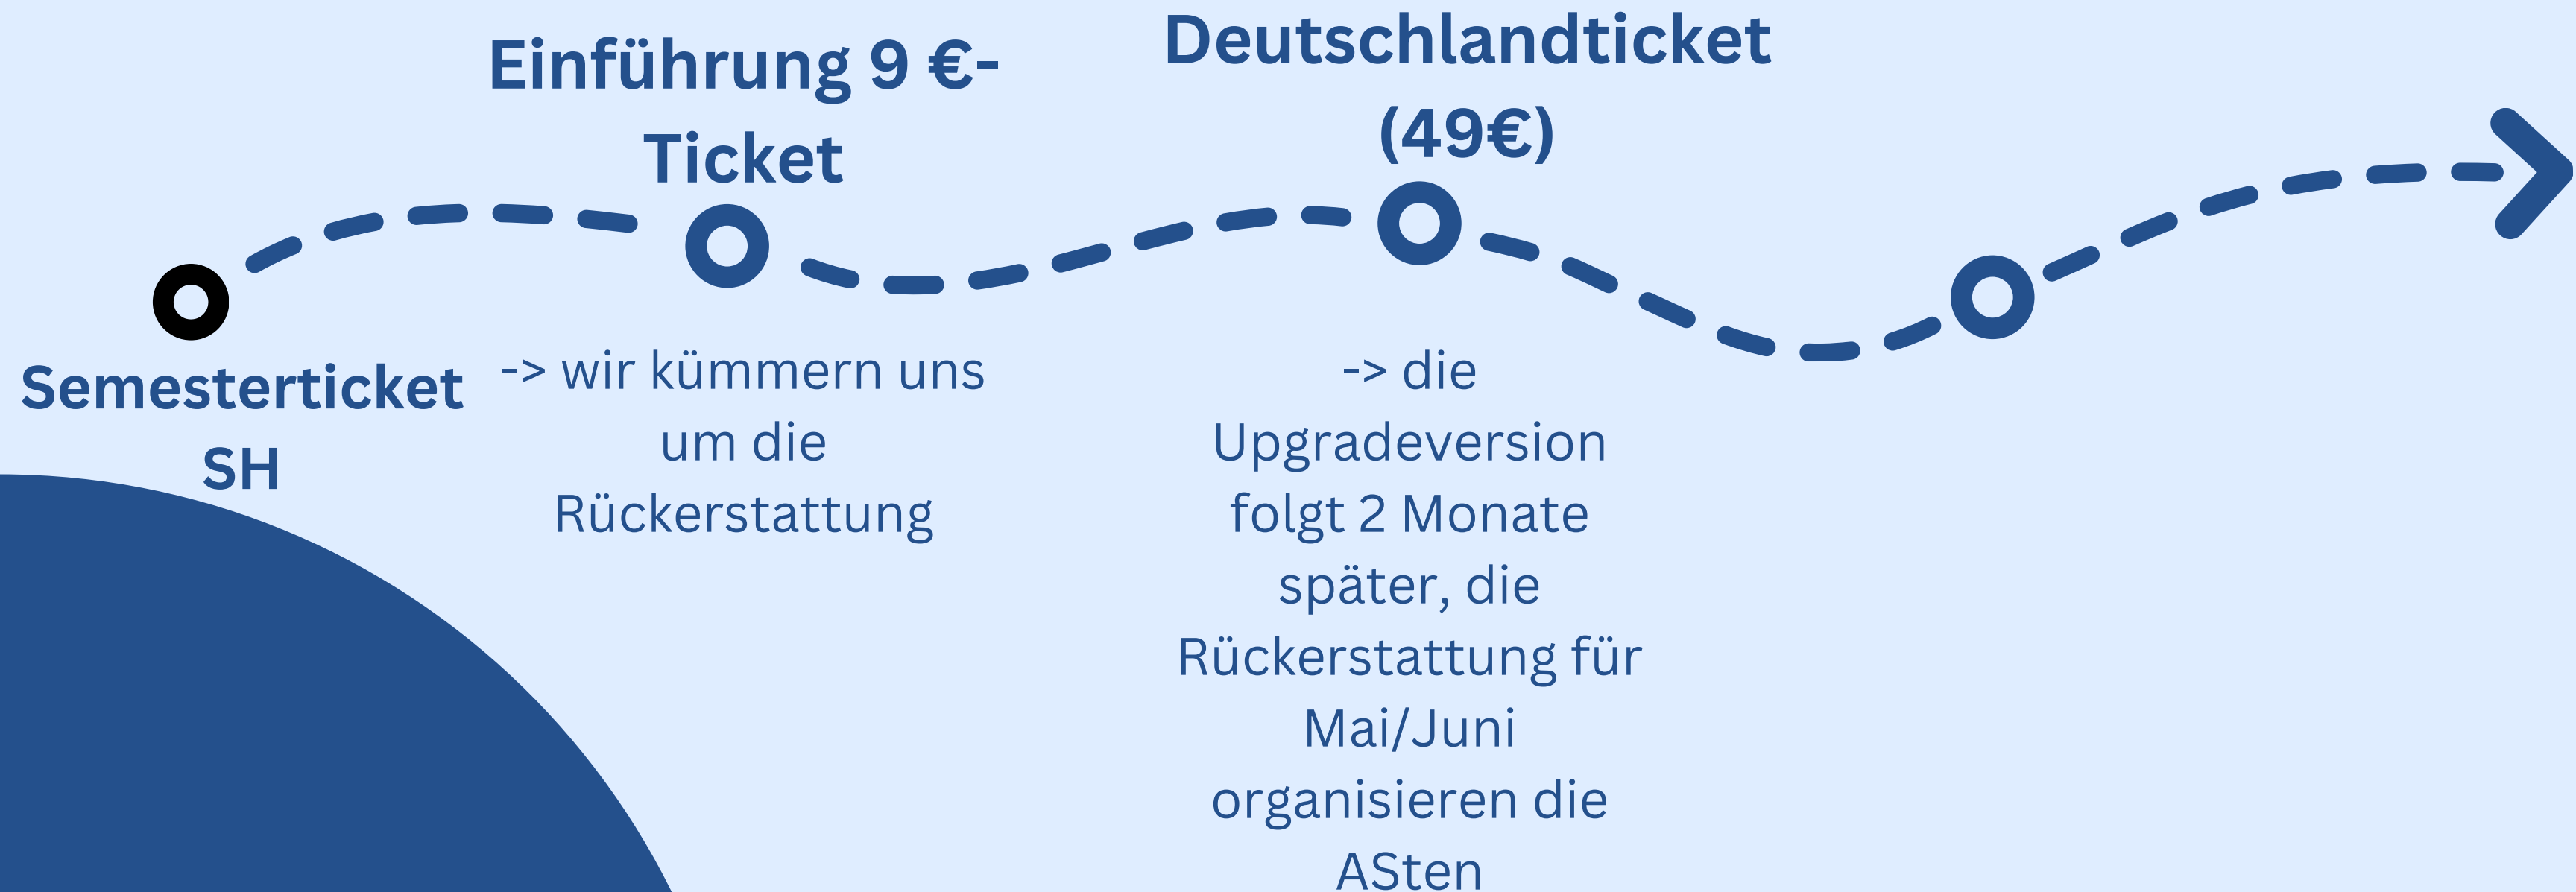 Semesterticket
SH
Einführung 9 €-
Ticket
-> wir kümmern uns
um die
Rückerstattung
Deutschlandticket
(49€)
-> die
Upgradeversion
folgt 2 Monate
später, die
Rückerstattung für
Mai/Juni
organisieren die
ASten